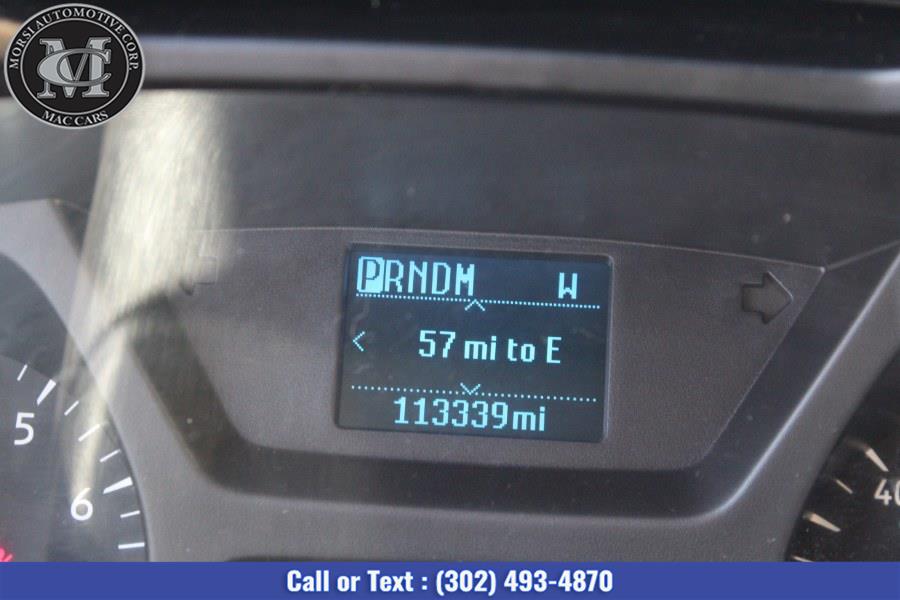 MORSI AUTOMOTIVE CORP.
MC
MAC CARS
PRNDM W
57 mi to E
113339mi
5
6
40
Call or Text : (302) 493-4870